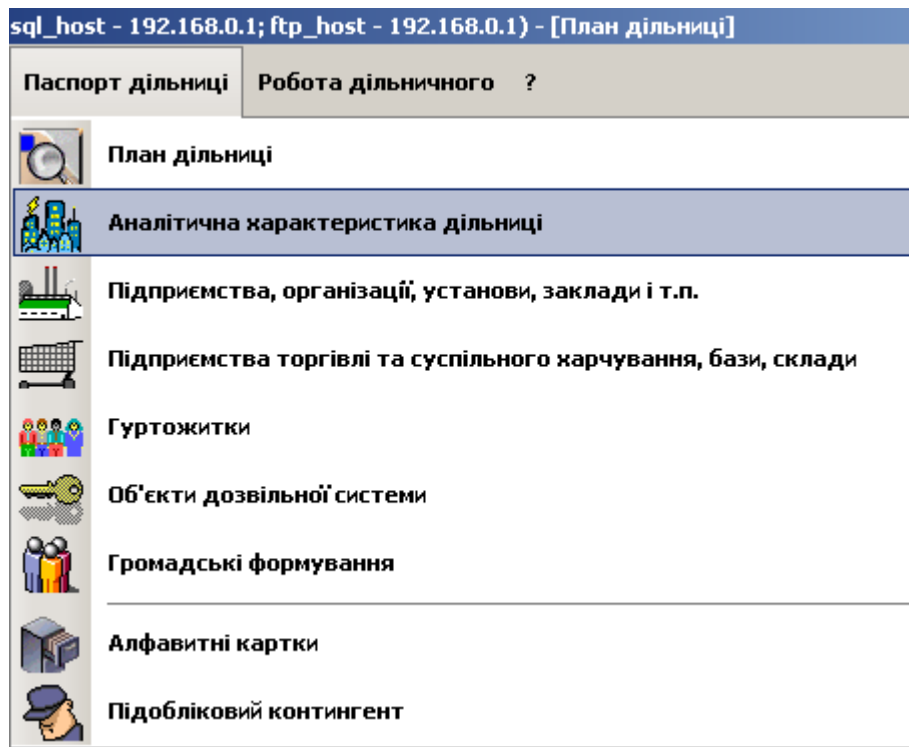 sql_host - 192.168.0.1; ftp_host - 192.168.0.1) - [План дільниці]
Паспорт дільниці Робота дільничного ?
План дільниці
Аналітична характеристика дільниці
Підприємства, організації, установи, заклади і т.п.
Підприємства торгівлі та суспільного харчування, бази, склади
Гуртожитки
Об'єкти дозвільної системи
Громадські формування
Алфавитні картки
Підобліковий контингент